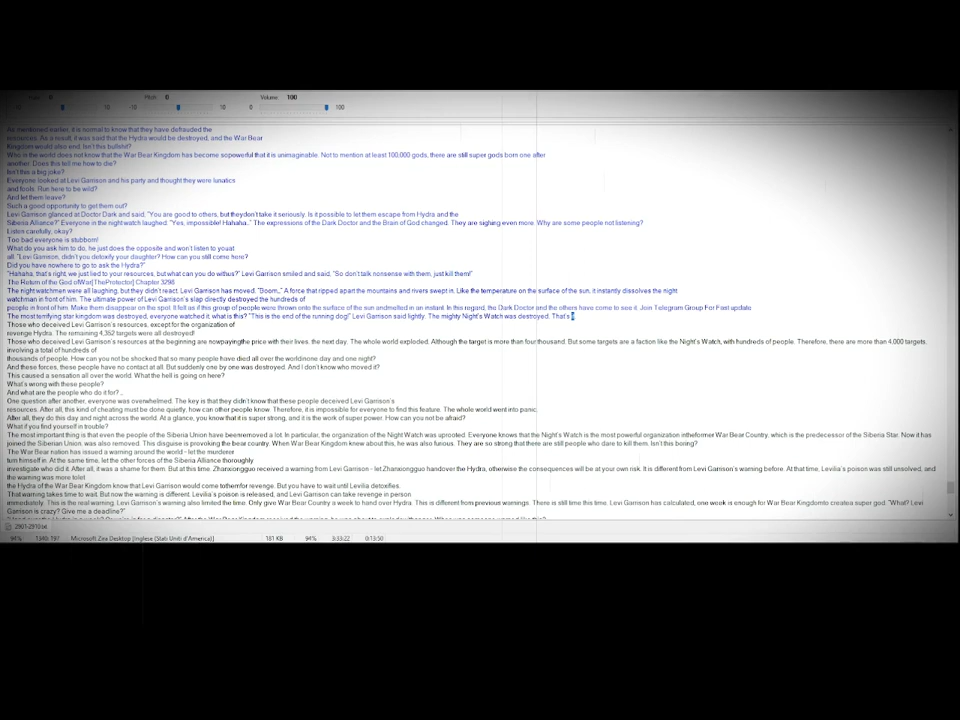 Pitch: 0 Volume: 100
10 -10 10 0 100
As mentioned earlier, it is normal to know that they have defrauded the
resources. As a result, it was said that the Hydra would be destroyed, and the War Bear
Kingdom would also end. Isn't this bullshit?
Who in the world does not know that the War Bear Kingdom has become sopowerful that it is unimaginable. Not to mention at least 100,000 gods, there are still super gods born one after
another. Does this tell me how to die?
Isn't this a big joke?
Everyone looked at Levi Garrison and his party and thought they were lunatics
and fools. Run here to be wild?
And let them leave?
Such a good opportunity to get them out?
Levi Garrison glanced at Doctor Dark and said, "You are good to others, but theydon't take it seriously. Is it possible to let them escape from Hydra and the
Siberia Alliance?" Everyone in the nightwatch laughed: "Yes, impossible! Hahaha.." The expressions of the Dark Doctor and the Brain of God changed. They are sighing even more. Why are some people not listening?
Listen carefully, okay?
Too bad everyone is stubborn!
What do you ask him to do, he just does the opposite and won't listen to youat
all. "Levi Garrison, didn't you detoxify your daughter? How can you still come here?
Did you have nowhere to go to ask the Hydra?"
"Hahaha, that's right, we just lied to your resources, but what can you do withus?" Levi Garrison smiled and said, "So don't talk nonsense with them, just kill them!"
The Return of the God ofWar[TheProtector] Chapter 3298
The night watchmen were all laughing, but they didn't react. Levi Garrison has moved. "Boom.." A force that ripped apart the mountains and rivers swept in. Like the temperature on the surface of the sun, it instantly dissolves the night
watchman in front of him. The ultimate power of Levi Garrison's slap directly destroyed the hundreds of
people in front of him. Make them disappear on the spot. It felt as if this group of people were thrown onto the surface of the sun andmelted in an instant. In this regard, the Dark Doctor and the others have come to see it. Join Telegram Group For Fast update
The most terrifying star kingdom was destroyed, everyone watched it, what is this? "This is the end of the running dog!" Levi Garrison said lightly. The mighty Night's Watch was destroyed. That's
Those who deceived Levi Garrison's resources, except for the organization of
revenge Hydra. The remaining 4,352 targets were all destroyed!
Those who deceived Levi Garrison's resources at the beginning are nowpayingthe price with their lives. the next day. The whole world exploded. Although the target is more than four thousand. But some targets are a faction like the Night's Watch, with hundreds of people. Therefore, there are more than 4,000 targets,
involving a total of hundreds of
thousands of people. How can you not be shocked that so many people have died all over the worldinone day and one night?
And these forces, these people have no contact at all. But suddenly one by one was destroyed. And I don't know who moved it?
This caused a sensation all over the world. What the hell is going on here?
What's wrong with these people?
And what are the people who do it for?...
One question after another, everyone was overwhelmed. The key is that they didn't know that these people deceived Levi Garrison's
resources. After all, this kind of cheating must be done quietly, how can other people know. Therefore, it is impossible for everyone to find this feature. The whole world went into panic.
After all, they do this day and night across the world. At a glance, you know that it is super strong, and it is the work of super power. How can you not be afraid?
What if you find yourself in trouble?
The most important thing is that even the people of the Siberia Union have beenremoved a lot. In particular, the organization of the Night Watch was uprooted. Everyone knows that the Night's Watch is the most powerful organization intheformer War Bear Country, which is the predecessor of the Siberia Star. Now it has
joined the Siberian Union, was also removed. This disguise is provoking the bear country. When War Bear Kingdom knew about this, he was also furious. They are so strong that there are still people who dare to kill them. Isn't this boring?
The War Bear nation has issued a warning around the world - let the murderer
turn himself in. At the same time, let the other forces of the Siberia Alliance thoroughly
investigate who did it. After all, it was a shame for them. But at this time. Zhanxiongguo received a warning from Levi Garrison - let Zhanxiongguo handover the Hydra, otherwise the consequences will be at your own risk. It is different from Levi Garrison's warning before. At that time, Levilia's poison was still unsolved, and
the warning was more tolet
the Hydra of the War Bear Kingdom know that Levi Garrison would come tothemfor revenge. But you have to wait until Levilia detoxifies.
That warning takes time to wait. But now the warning is different. Levilia's poison is released, and Levi Garrison can take revenge in person
immediately. This is the real warning. Levi Garrison's warning also limited the time. Only give War Bear Country a week to hand over Hydra. This is different from previous warnings. There is still time this time. Levi Garrison has calculated, one week is enough for War Bear Kingdomto createa super god. "What? Levi
Garrison is crazy? Give me a deadline?"
2901-2910.txt
94% 1340: 197 Microsoft Zira Desktop [Inglese (Stati Uniti d'America)] 181 KB 94% 3:33:22 0:13:50